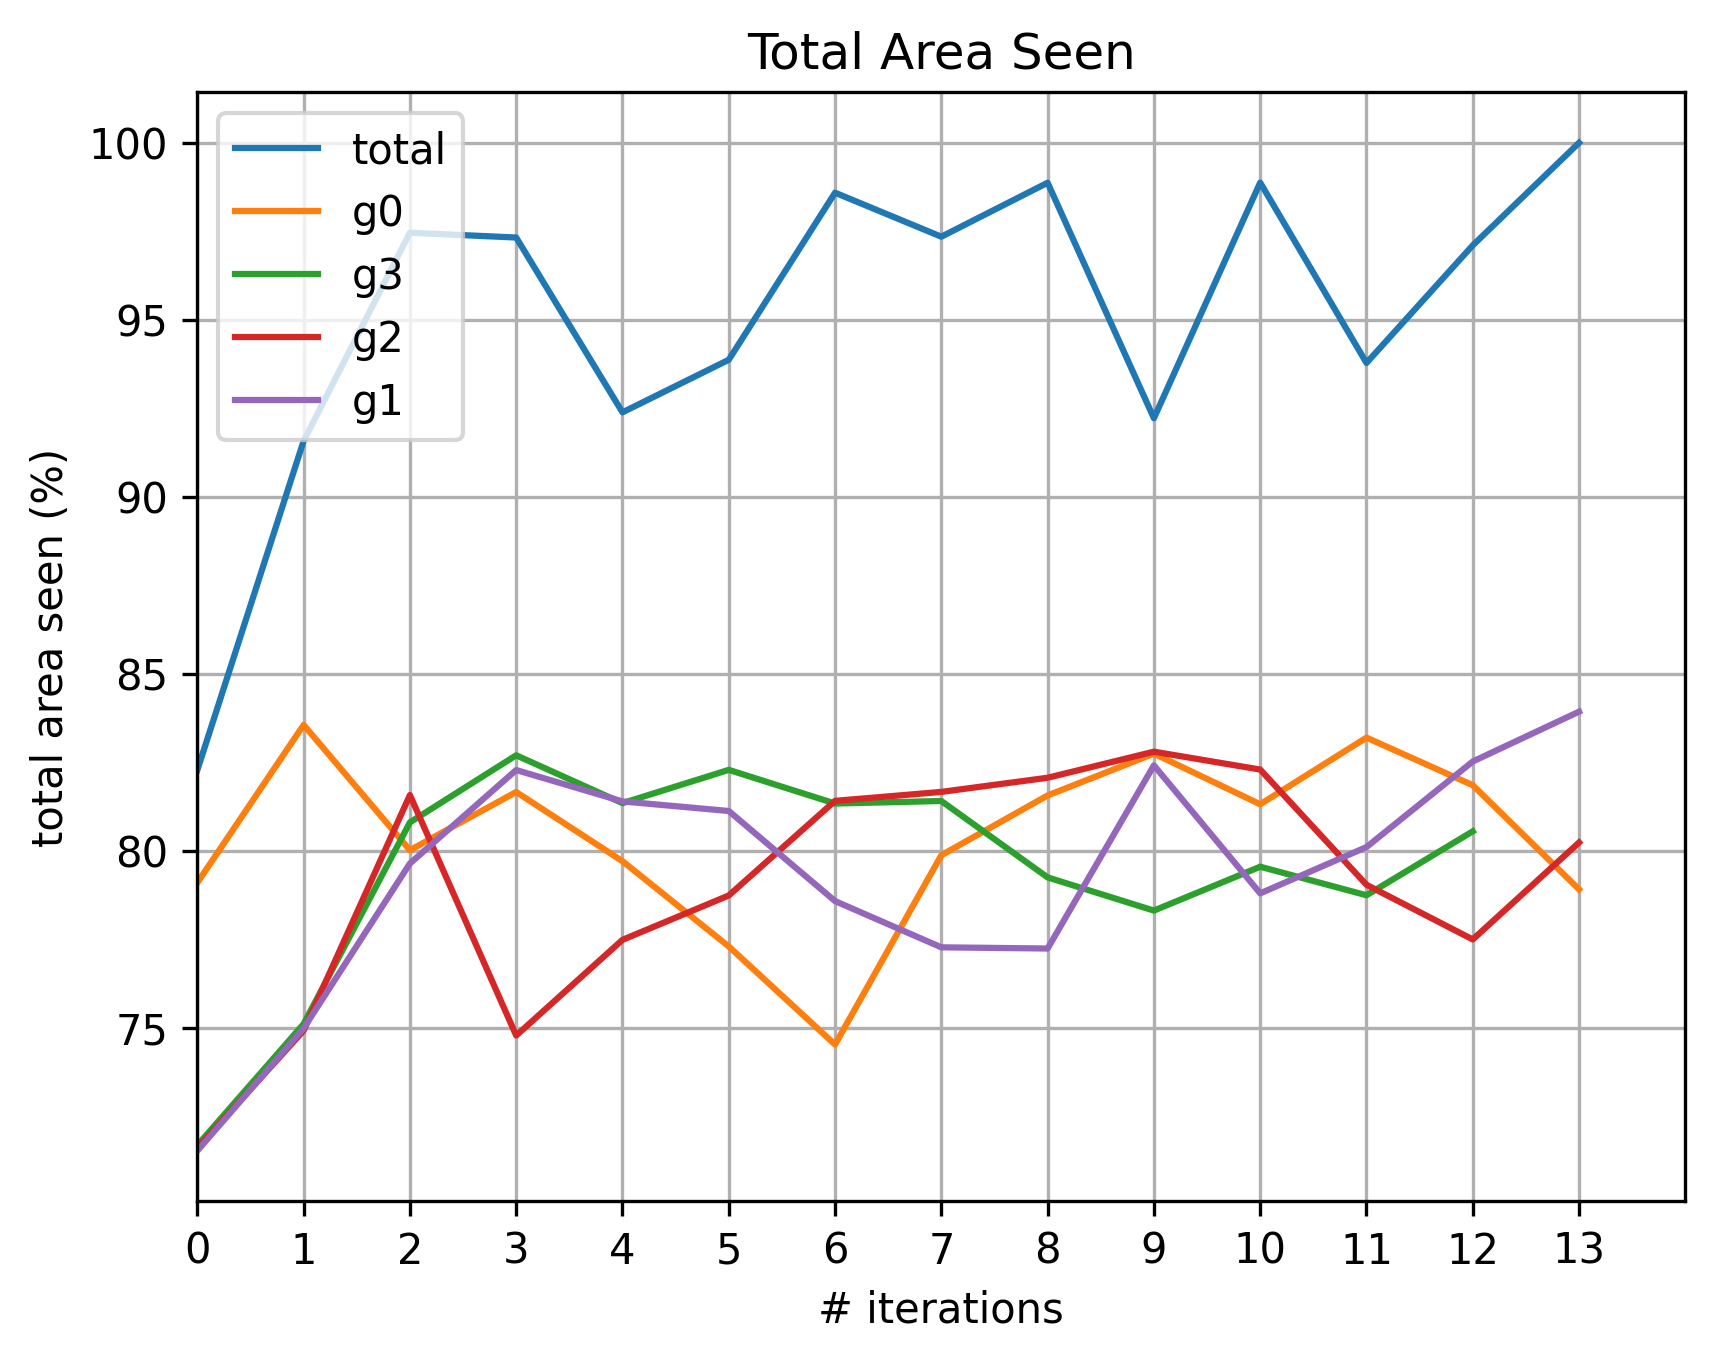 Total Area Seen
total
g0
g3
g2
g1
100
95
90
85
80
75
total area seen (%)
0 1 2 3 4 5 6 7 8 9 10 11 12 13
# iterations